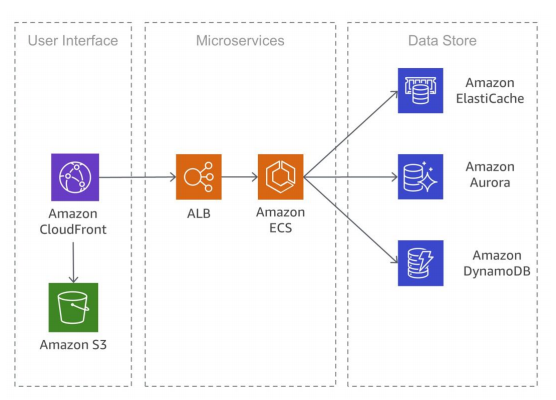 User Interface
Microservices
Data Store
Amazon
ElastiCache
Amazon
Aurora
Amazon
CloudFront
ALB
Amazon
ECS
Amazon
DynamoDB
Amazon S3